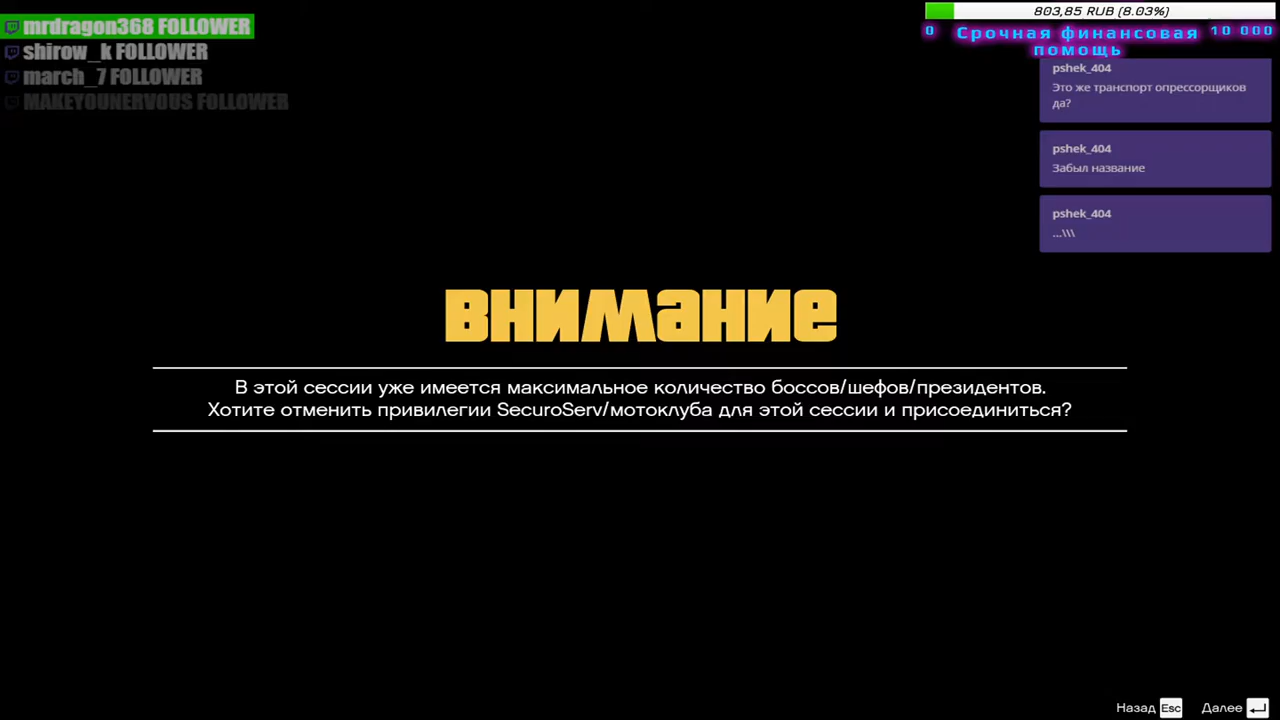 mrdragon368 FOLLOWER
shirow_k FOLLOWER
march_7 FOLLOWER
MAKEYOUNERVOUS FOLLOWER
803,85 RUB (8.03%)
0 Срочная финансовая 10 000
помощь
pshek_404
Это же транспорт опрессорщиков
да?
pshek_404
Забыл название
pshek_404
...\\\
внимание
В этой сессии уже имеется максимальное количество боссов/шефов/президентов.
Хотите отменить привилегии SecuroServ/мотоклуба для этой сессии и присоединиться?
Назад Esc Далее